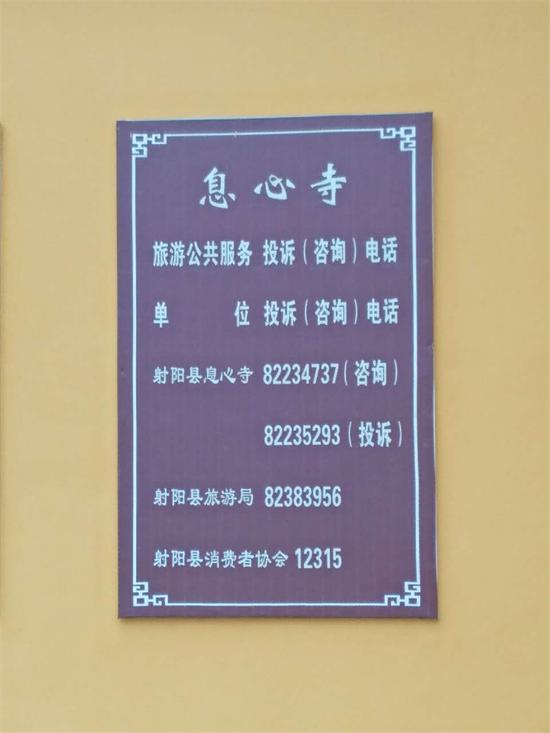 息心寺
旅游公共服务 投诉（咨询）电话
单 位 投诉（咨询）电话
射阳县息心寺 82234737（咨询）
82235293（投诉）
射阳县旅游局 82383956
射阳县消费者协会 12315